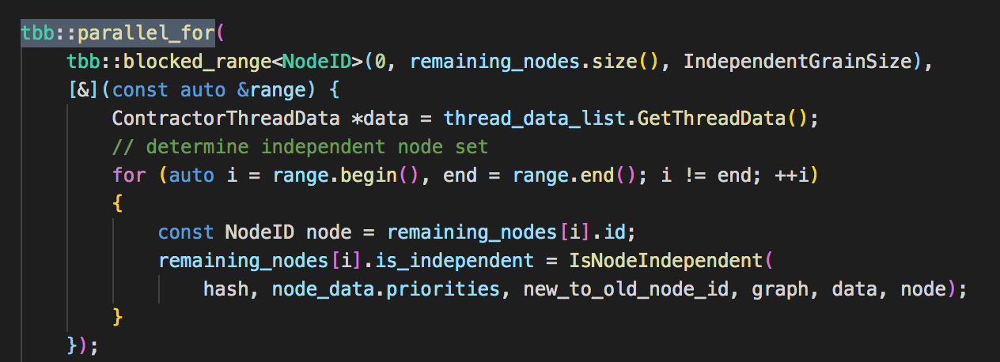 tbb::parallel_for(
    tbb::blocked_range<NodeID>(0, remaining_nodes.size(), IndependentGrainSize),
    [&](const auto &range) {
        ContractorThreadData *data = thread_data_list.GetThreadData();
        // determine independent node set
        for (auto i = range.begin(), end = range.end(); i != end; ++i)
        {
            const NodeID node = remaining_nodes[i].id;
            remaining_nodes[i].is_independent = IsNodeIndependent(
                hash, node_data.priorities, new_to_old_node_id, graph, data, node);
        }
    });